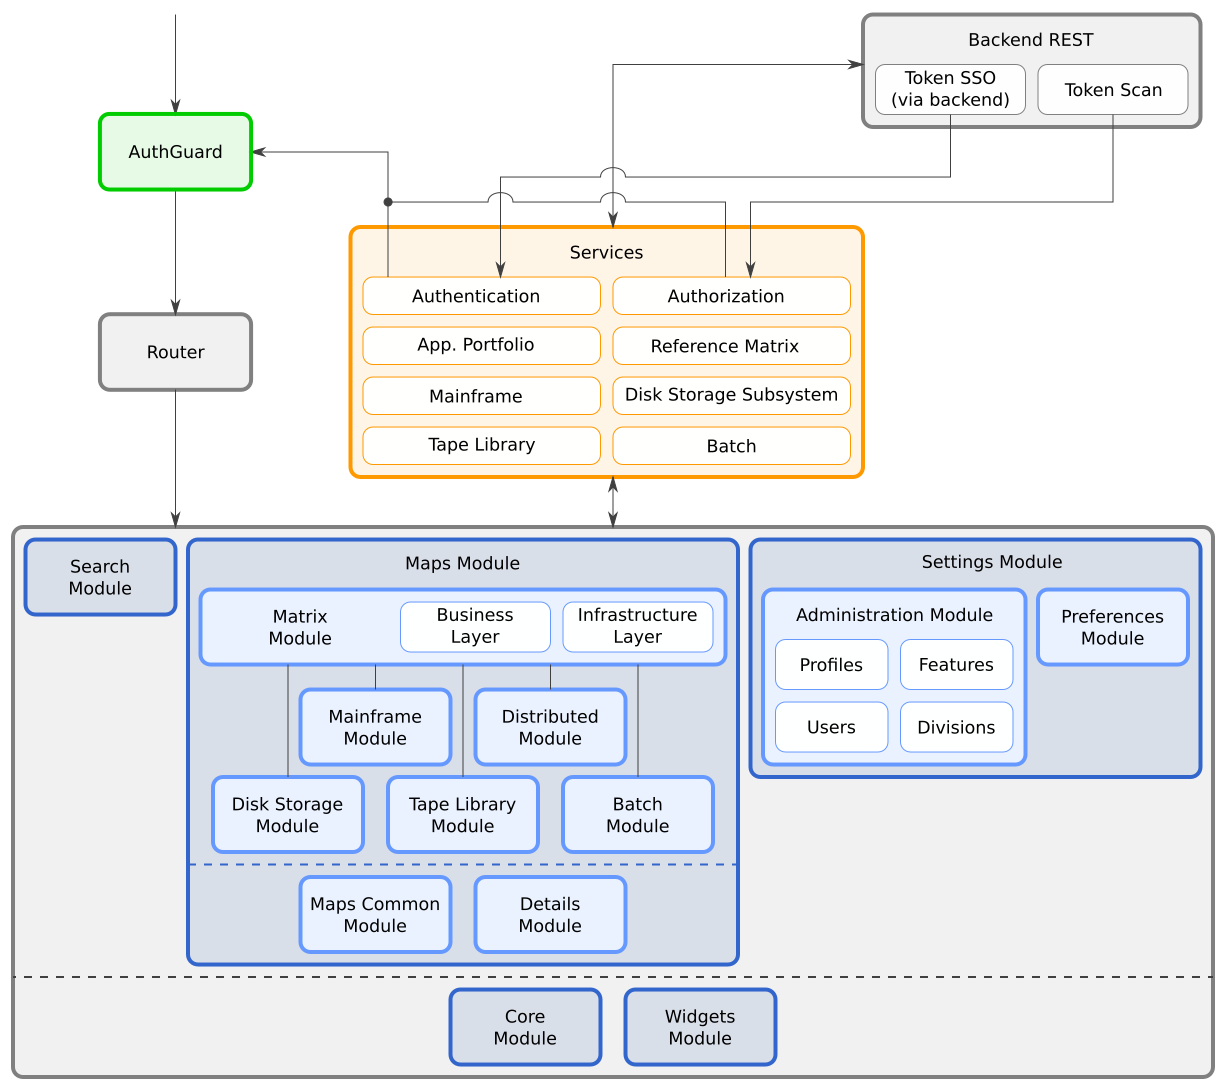 Backend REST
Token SSO
(via backend)
Token Scan
AuthGuard
Services
Authentication
Authorization
App. Portfolio
Reference Matrix
Router
Mainframe
Disk Storage Subsystem
Tape Library
Batch
Search
Module
Maps Module
Matrix
Module
Business
Layer
Infrastructure
Layer
Mainframe
Module
Distributed
Module
Disk Storage
Module
Tape Library
Module
Batch
Module
Maps Common
Module
Details
Module
Settings Module
Administration Module
Profiles
Features
Users
Divisions
Preferences
Module
Core
Module
Widgets
Module